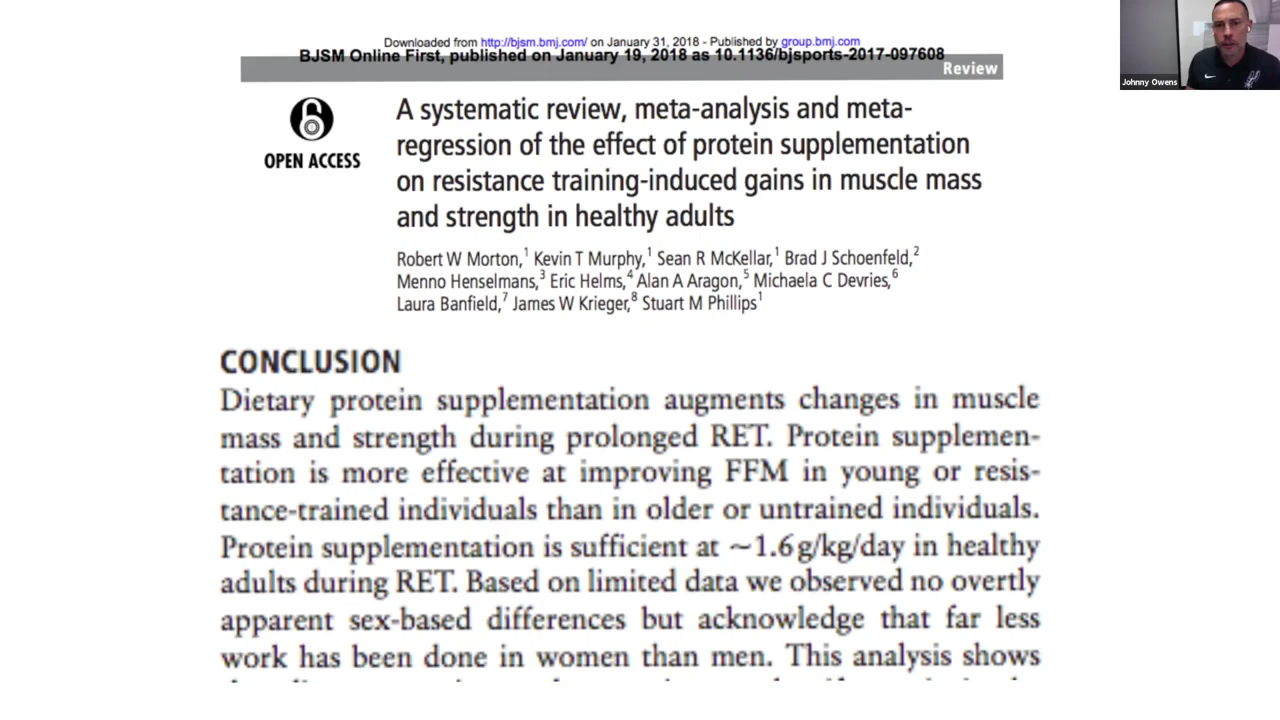 Downloaded from http://bjsm.bmj.com/ on January 31, 2018 - Published by group.bmj.com
BJSM Online First, published on January 19, 2018 as 10.1136/bjsports-2017-097608
Review
OPEN ACCESS
A systematic review, meta-analysis and meta-
regression of the effect of protein supplementation
on resistance training-induced gains in muscle mass
and strength in healthy adults
Robert W Morton,¹ Kevin T Murphy,¹ Sean R McKellar,¹ Brad J Schoenfeld,²
Menno Henselmans,³ Eric Helms,⁴ Alan A Aragon,⁵ Michaela C Devries,⁶
Laura Banfield,⁷ James W Krieger,⁸ Stuart M Phillips¹
CONCLUSION
Dietary protein supplementation augments changes in muscle
mass and strength during prolonged RET. Protein supplemen-
tation is more effective at improving FFM in young or resis-
tance-trained individuals than in older or untrained individuals.
Protein supplementation is sufficient at ~1.6 g/kg/day in healthy
adults during RET. Based on limited data we observed no overtly
apparent sex-based differences but acknowledge that far less
work has been done in women than men. This analysis shows
Johnny Owens